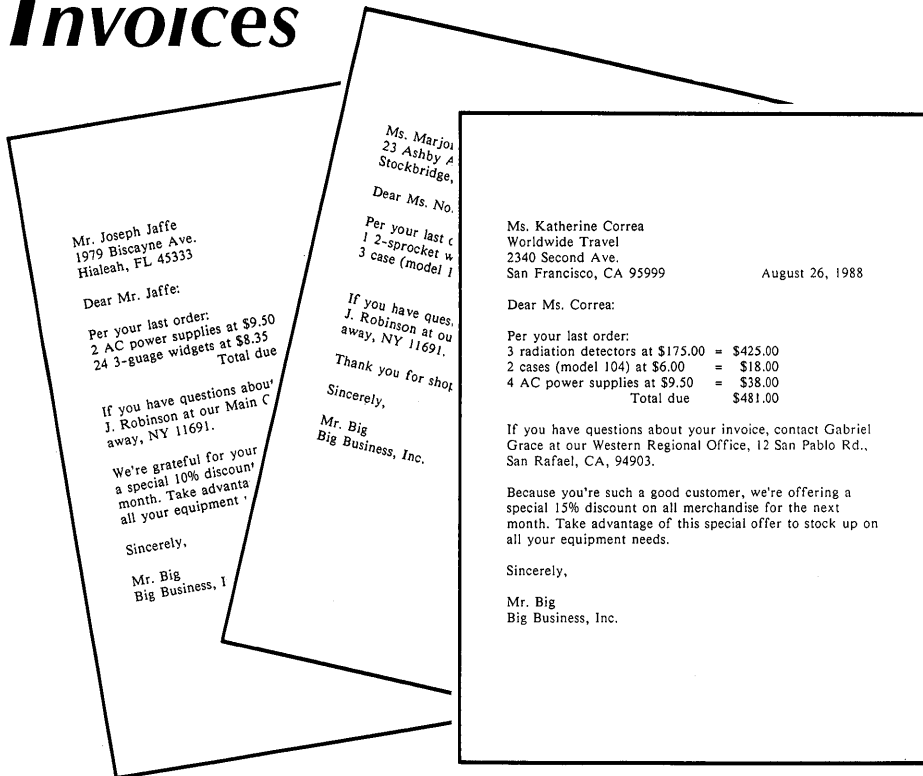 Invoices
Mr. Joseph Jaffe
1979 Biscayne Ave.
Hialeah, FL 45333
Dear Mr. Jaffe:
Per your last order:
2 AC power supplies at $9.50
24 3-guage widgets at $8.35
Total due
If you have questions
J. Robinson at our Main
away, NY 11691.
We're grateful for your
a special 10%
month. Take
all your equipment
Sincerely,
Mr. Big
Big Business,
Ms.
23 Ashby
Stockbridge,
Dear Ms.
Per your last
1 2-sprocket
3 case (model
If you have
J. Robinson at
away, NY 11691.
Thank you for
Sincerely,
Mr. Big
Big Business, Inc.
Ms. Katherine Correa
Worldwide Travel
2340 Second Ave.
San Francisco, CA 95999 August 26, 1988
Dear Ms. Correa:
Per your last order:
3 radiation detectors at $175.00 = $425.00
2 cases (model 104) at $6.00 = $18.00
4 AC power supplies at $9.50 = $38.00
Total due $481.00
If you have questions about your invoice, contact Gabriel
Grace at our Western Regional Office, 12 San Pablo Rd.,
San Rafael, CA, 94903.
Because you're such a good customer, we're offering a
special 15% discount on all merchandise for the next
month. Take advantage of this special offer to stock up on
all your equipment needs.
Sincerely,
Mr. Big
Big Business, Inc.